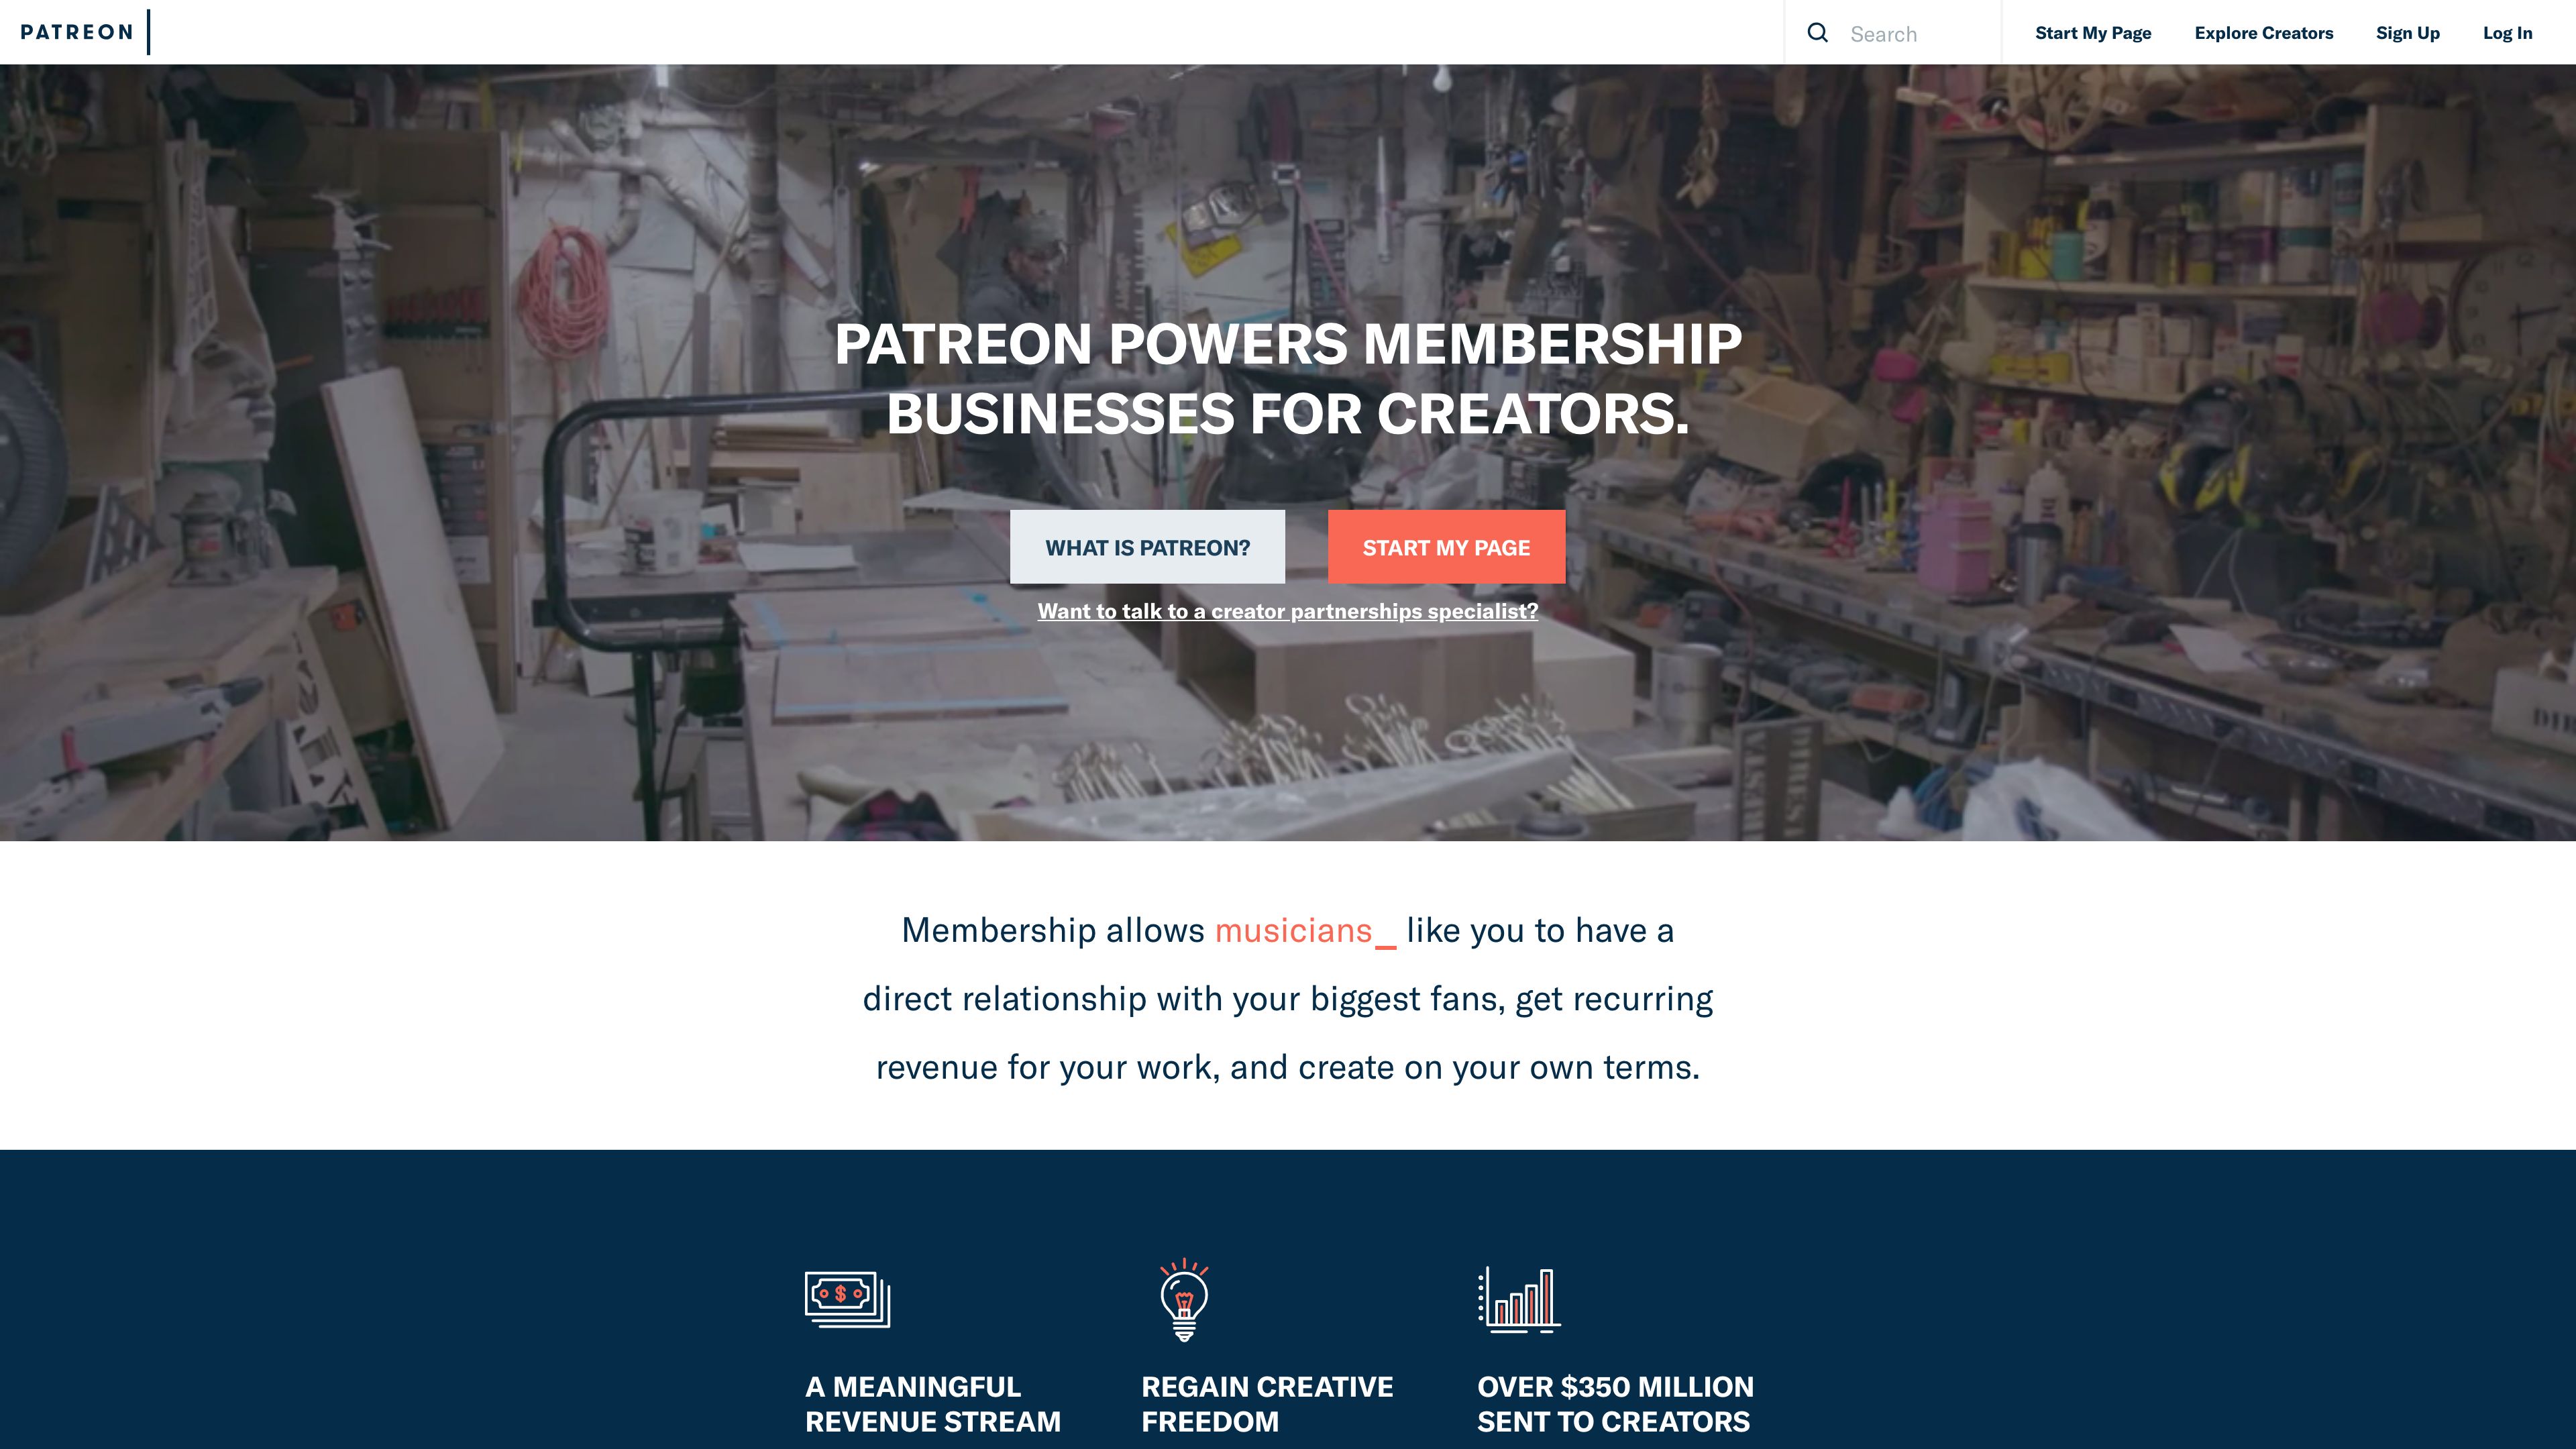 PATREON
Search
Start My Page
Explore Creators
Sign Up
Log In
PATREON POWERS MEMBERSHIP
BUSINESSES FOR CREATORS.
WHAT IS PATREON?
START MY PAGE
Want to talk to a creator partnerships specialist?
Membership allows musicians_ like you to have a
direct relationship with your biggest fans, get recurring
revenue for your work, and create on your own terms.
A MEANINGFUL
REVENUE STREAM
REGAIN CREATIVE
FREEDOM
OVER $350 MILLION
SENT TO CREATORS